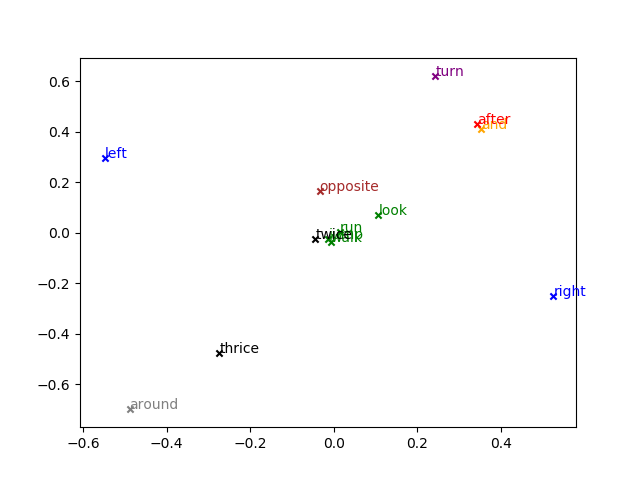 turn
after
and
left
opposite
look
run
twice
walk
right
thrice
around
0.6
0.4
0.2
0.0
−0.2
−0.4
−0.6
−0.6
−0.4
−0.2
0.0
0.2
0.4